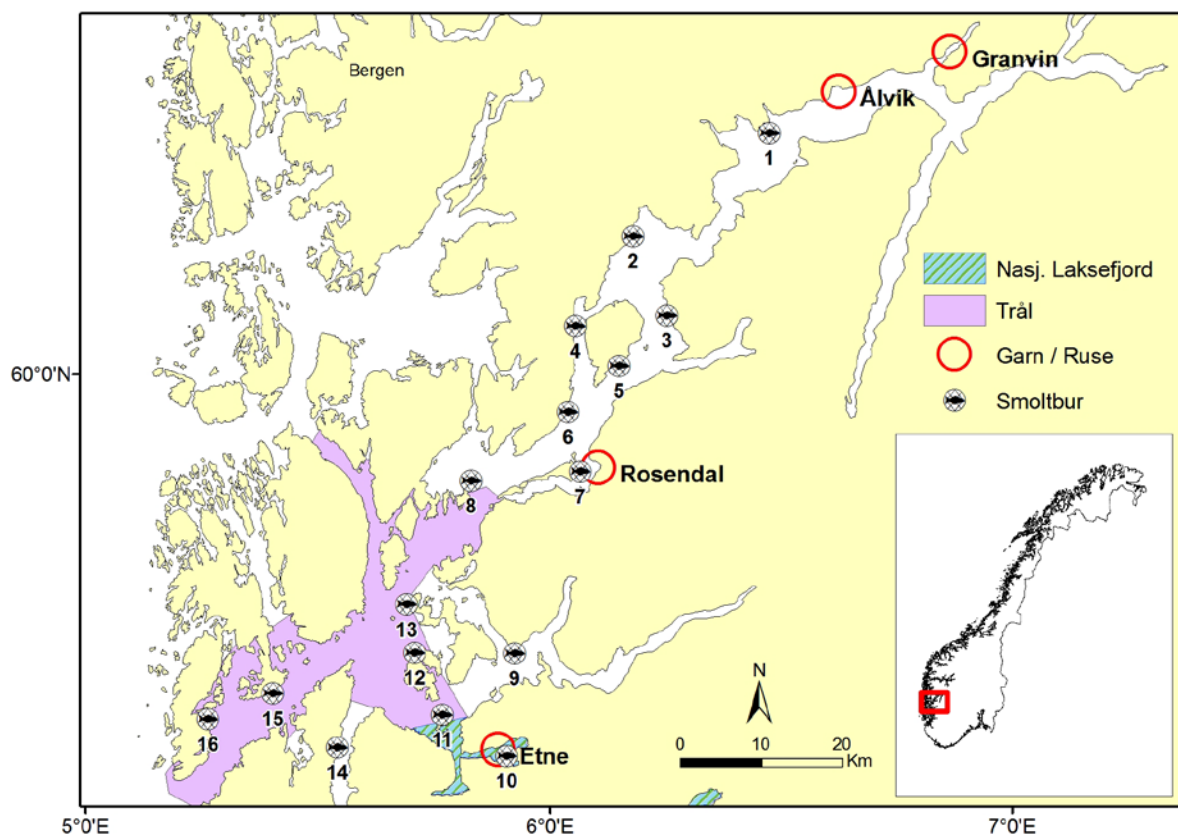 Bergen
Granvin
Ålvik
1
2
Nasj. Laksefjord
Trål
3
4
Garn / Ruse
60°0'N
5
Smoltbur
6
Rosendal
7
8
13
12
9
N
15
11
16
14
Etne
10
0 10 20
Km
5°0'E 6°0'E 7°0'E